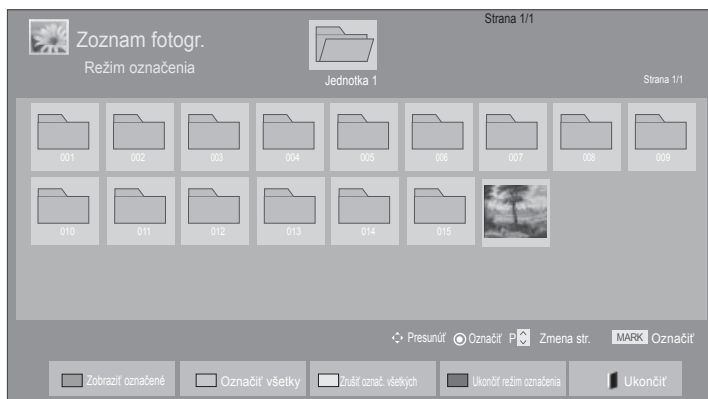 Strana 1/1
Zoznam fotogr.
Režim označenia
Jednotka 1
Strana 1/1
001 002 003 004 005 006 007 008 009
010 011 012 013 014 015
Presunúť Označiť P Zmena str. MARK Označiť
Zobraziť označené Označiť všetky Zrušiť označ. všetkých Ukončiť režim označenia Ukončiť